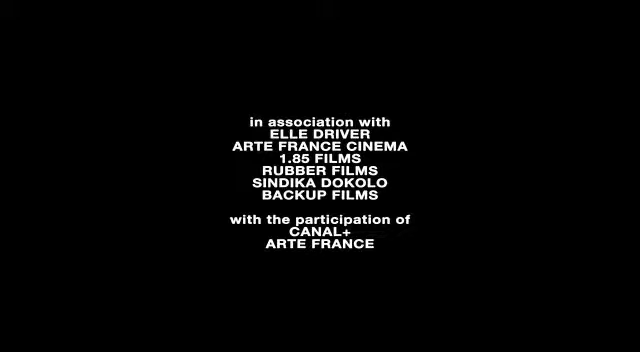 in association with
ELLE DRIVER
ARTE FRANCE CINEMA
1.85 FILMS
RUBBER FILMS
SINDIKA DOKOLO
BACKUP FILMS
with the participation of
CANAL+
ARTE FRANCE